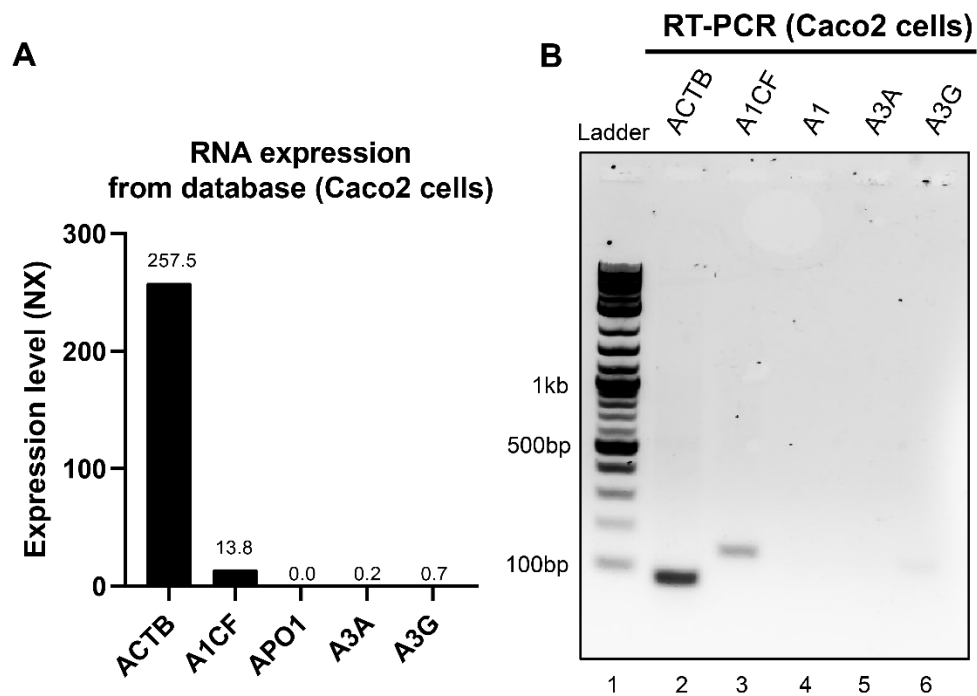 A
RNA expression
from database (Caco2 cells)
Expression level (NX)
300
200
100
0
257.5
13.8
0.0
0.2
0.7
ACTB
A1CF
APO1
A3A
A3G
B
RT-PCR (Caco2 cells)
Ladder
ACTB
A1CF
A1
A3A
A3G
1kb
500bp
100bp
1 2 3 4 5 6